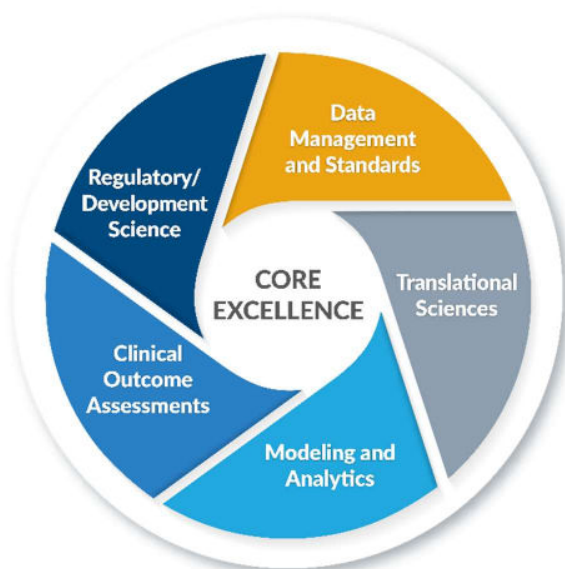 Data
Management
and Standards
Regulatory/
Development
Science
Translational
Sciences
CORE
EXCELLENCE
Clinical
Outcome
Assessments
Modeling and
Analytics